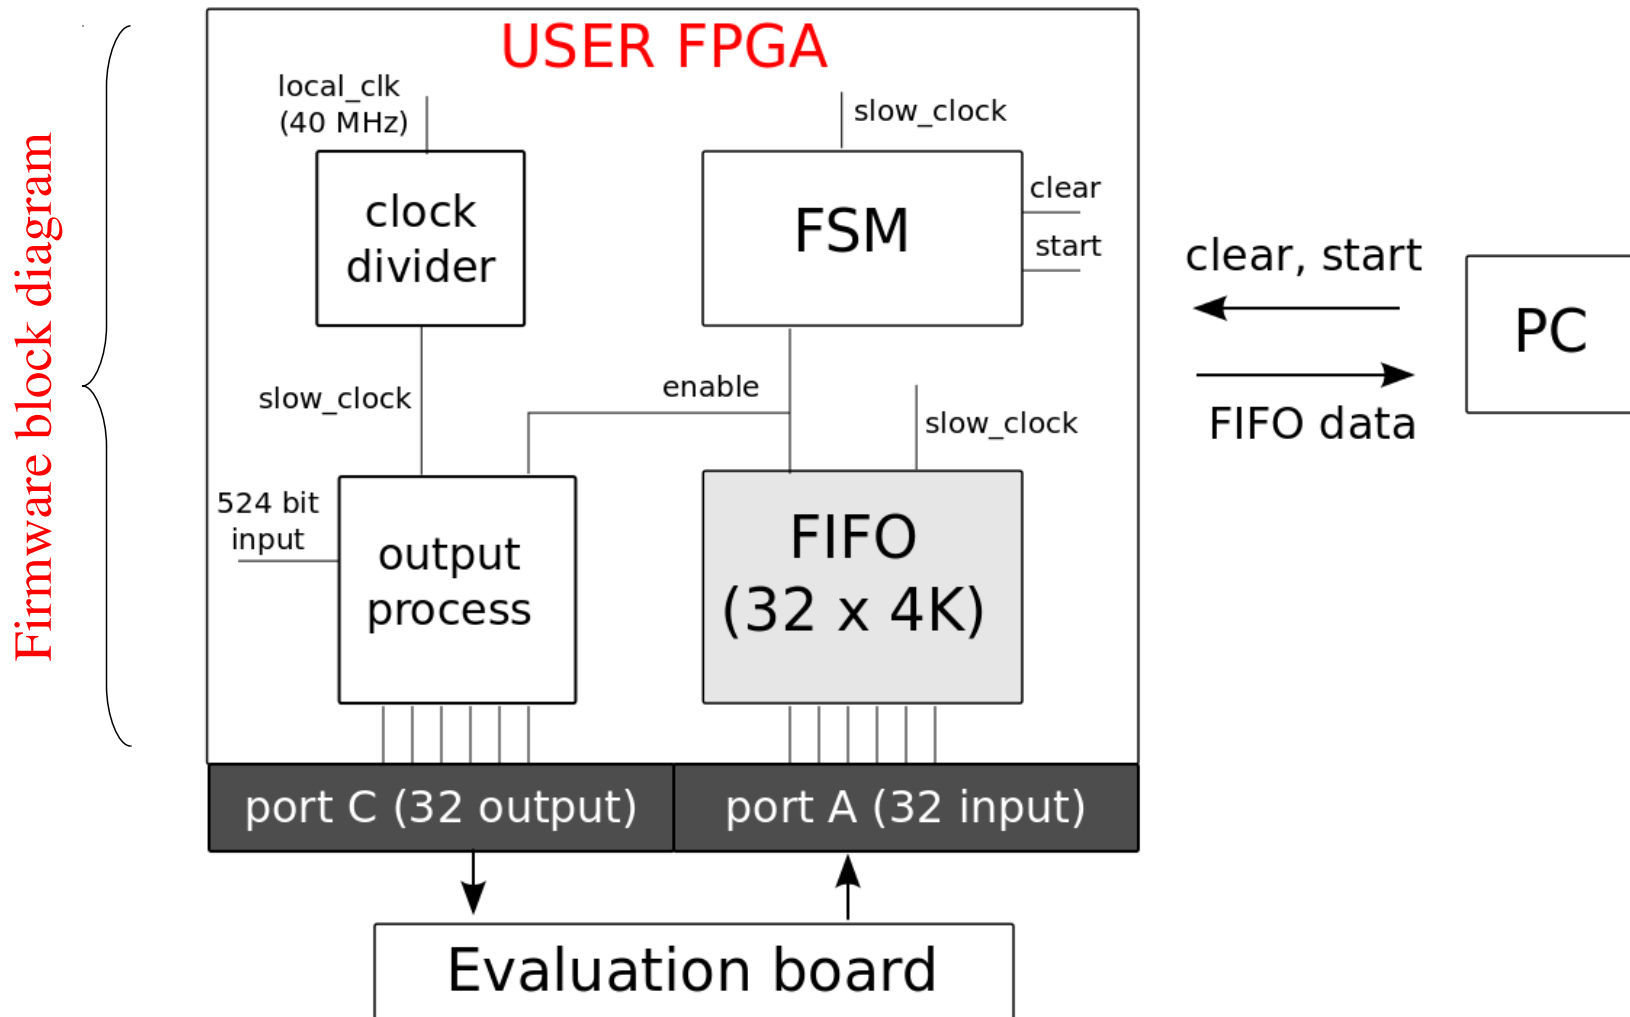 Firmware block diagram
USER FPGA
local_clk
(40 MHz)
slow_clock
clock
divider
FSM
clear
start
clear, start
PC
FIFO data
slow_clock
enable
slow_clock
524 bit
input
output
process
FIFO
(32 x 4K)
port C (32 output)
port A (32 input)
Evaluation board